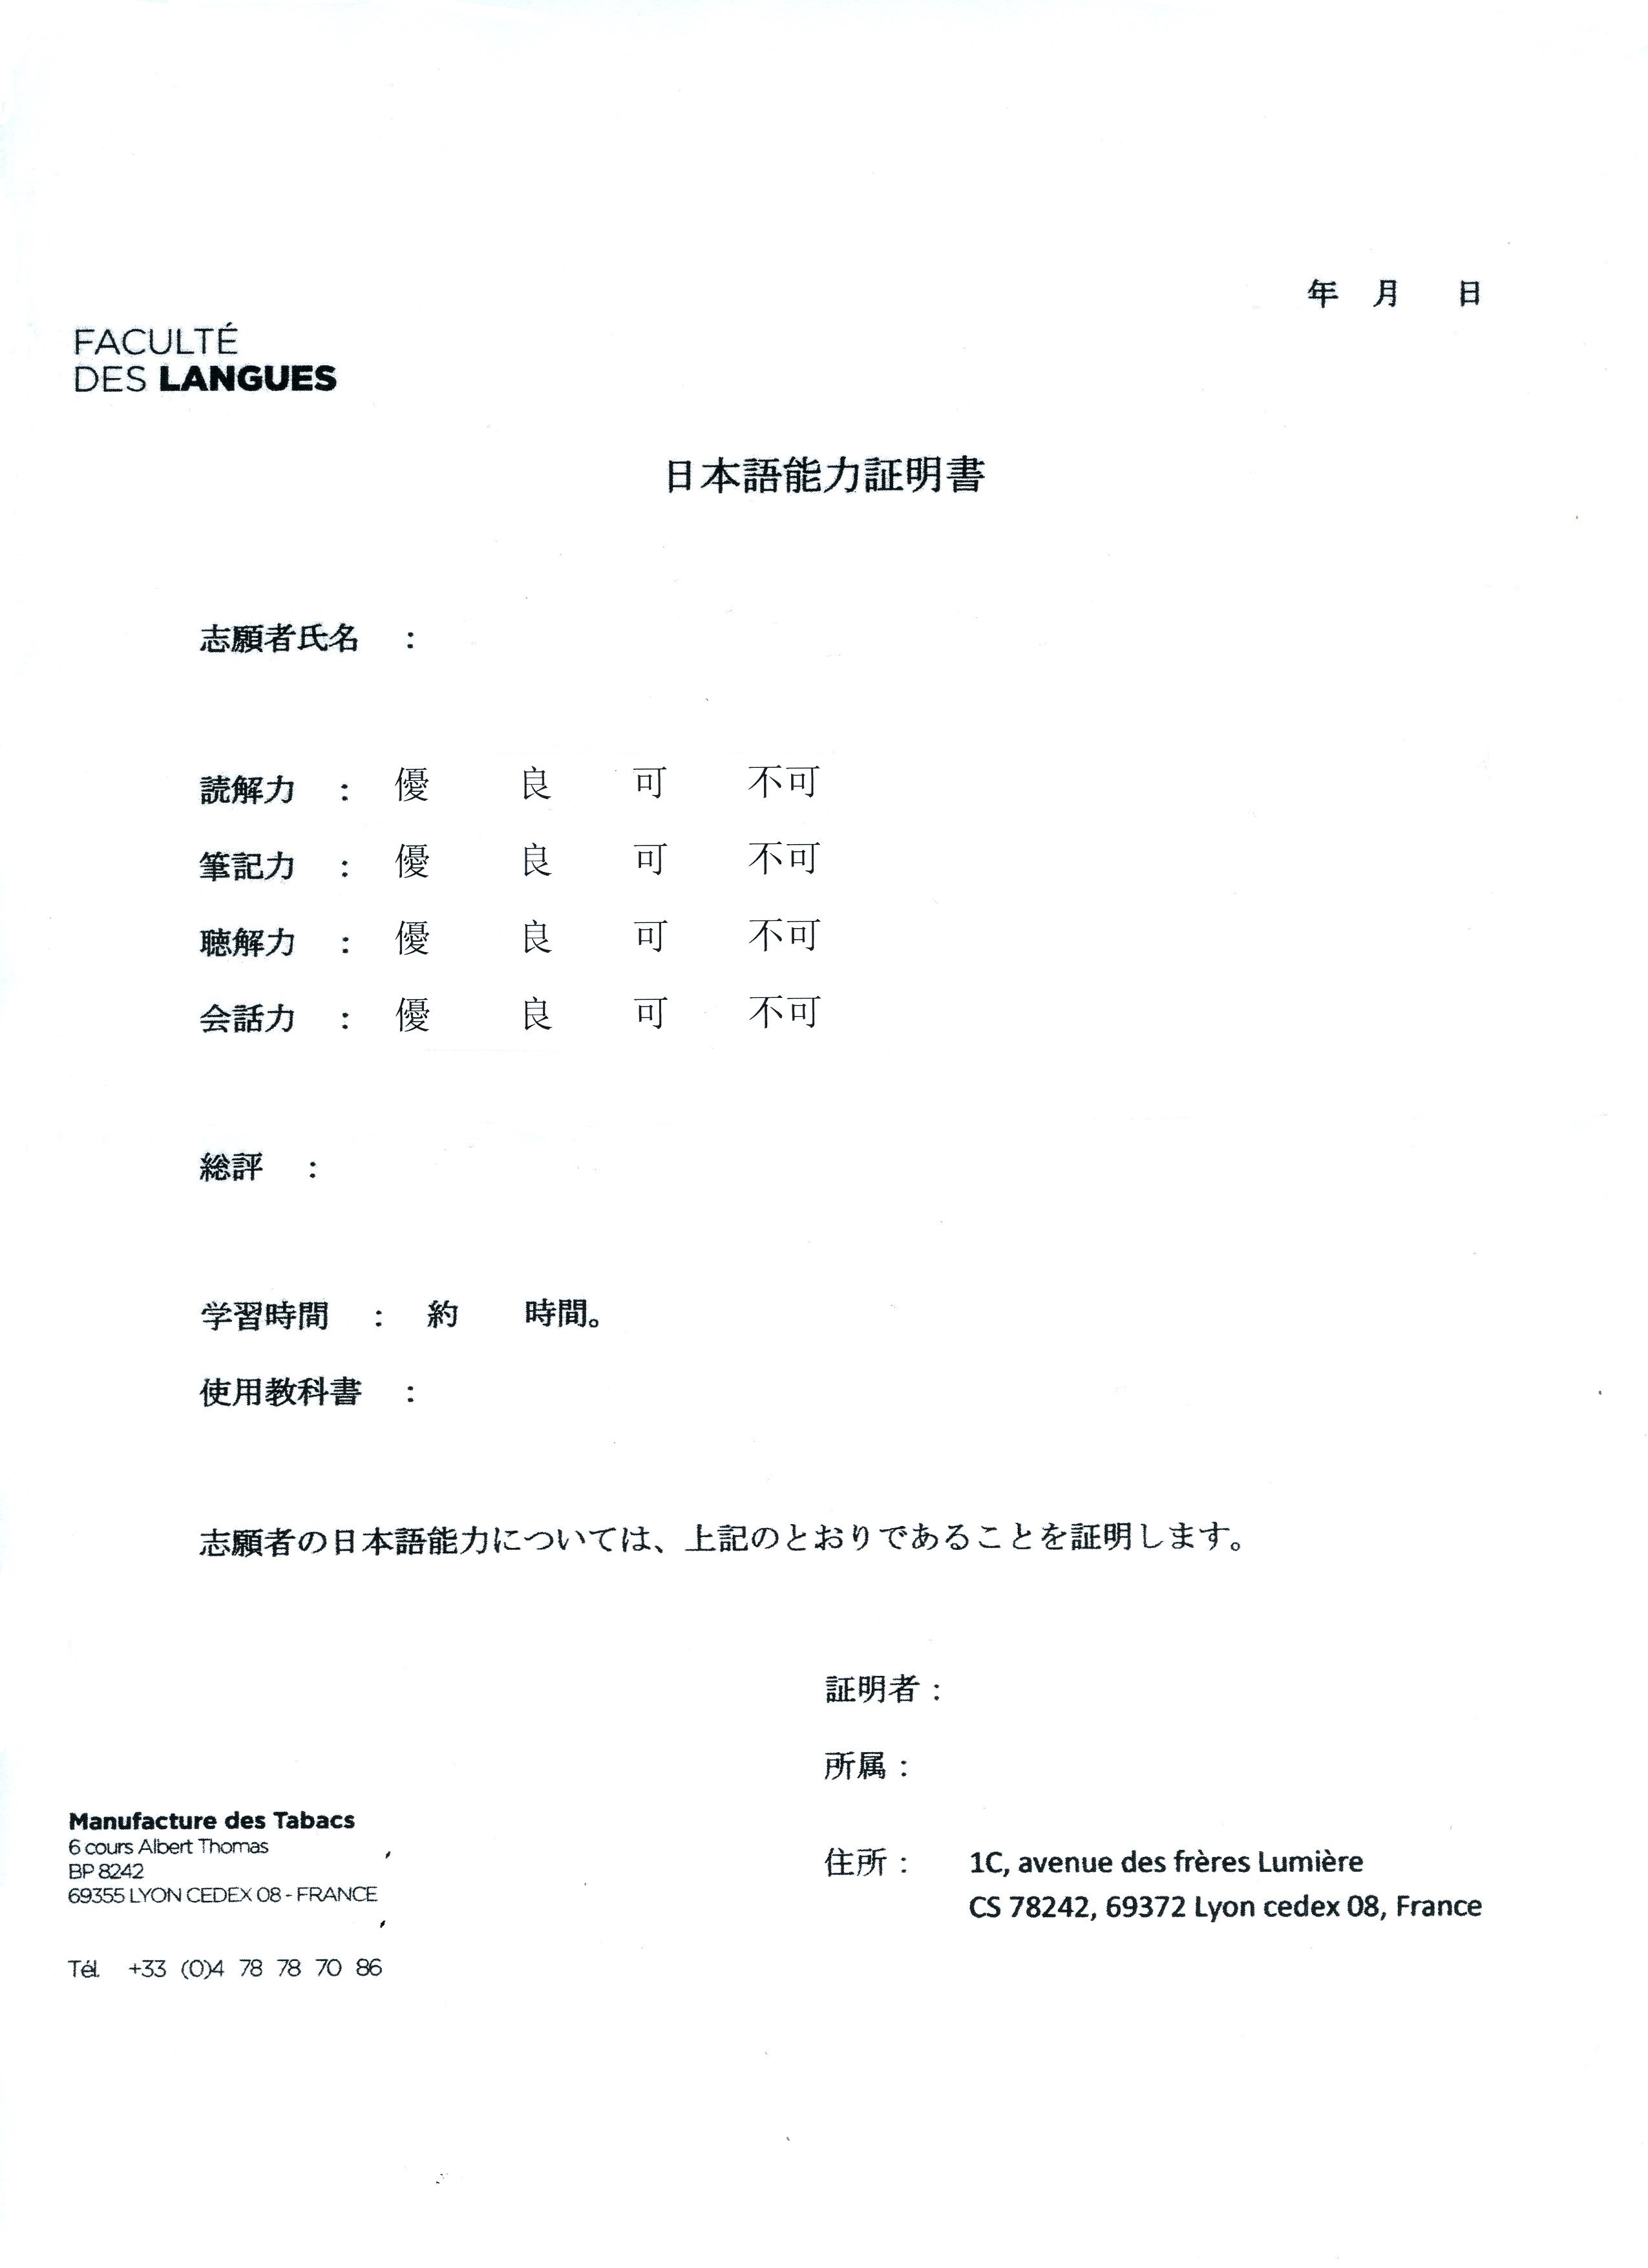 年 月 日
FACULTÉ
DES LANGUES
日本語能力証明書
志願者氏名 :
読解力 : 優 良 可 不可
筆記力 : 優 良 可 不可
聴解力 : 優 良 可 不可
会話力 : 優 良 可 不可
総評 :
学習時間 : 約 時間。
使用教科書 :
志願者の日本語能力については、上記のとおりであることを証明します。
証明者 :
所属 :
住所 : 1C, avenue des frères Lumière
CS 78242, 69372 Lyon cedex 08, France
Manufacture des Tabacs
6 cours Albert Thomas
BP 8242
69355 LYON CEDEX 08 - FRANCE
Tél. +33 (0)4 78 78 70 86